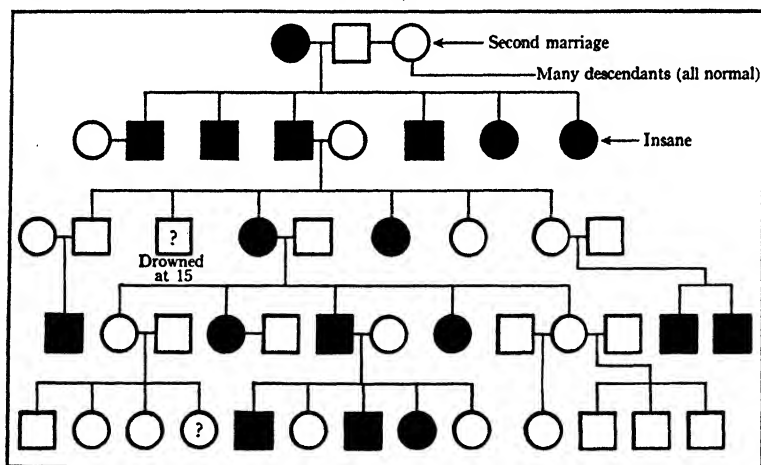 Second marriage
Many descendants (all normal)
Insane
?
Drowned
at 15
?